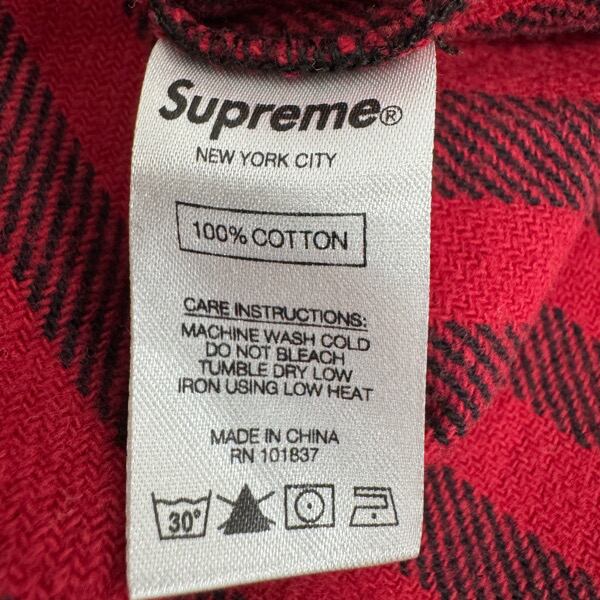 Supreme®
NEW YORK CITY
100% COTTON
CARE INSTRUCTIONS:
MACHINE WASH COLD
DO NOT BLEACH
TUMBLE DRY LOW
IRON USING LOW HEAT
MADE IN CHINA
RN 101837
30°